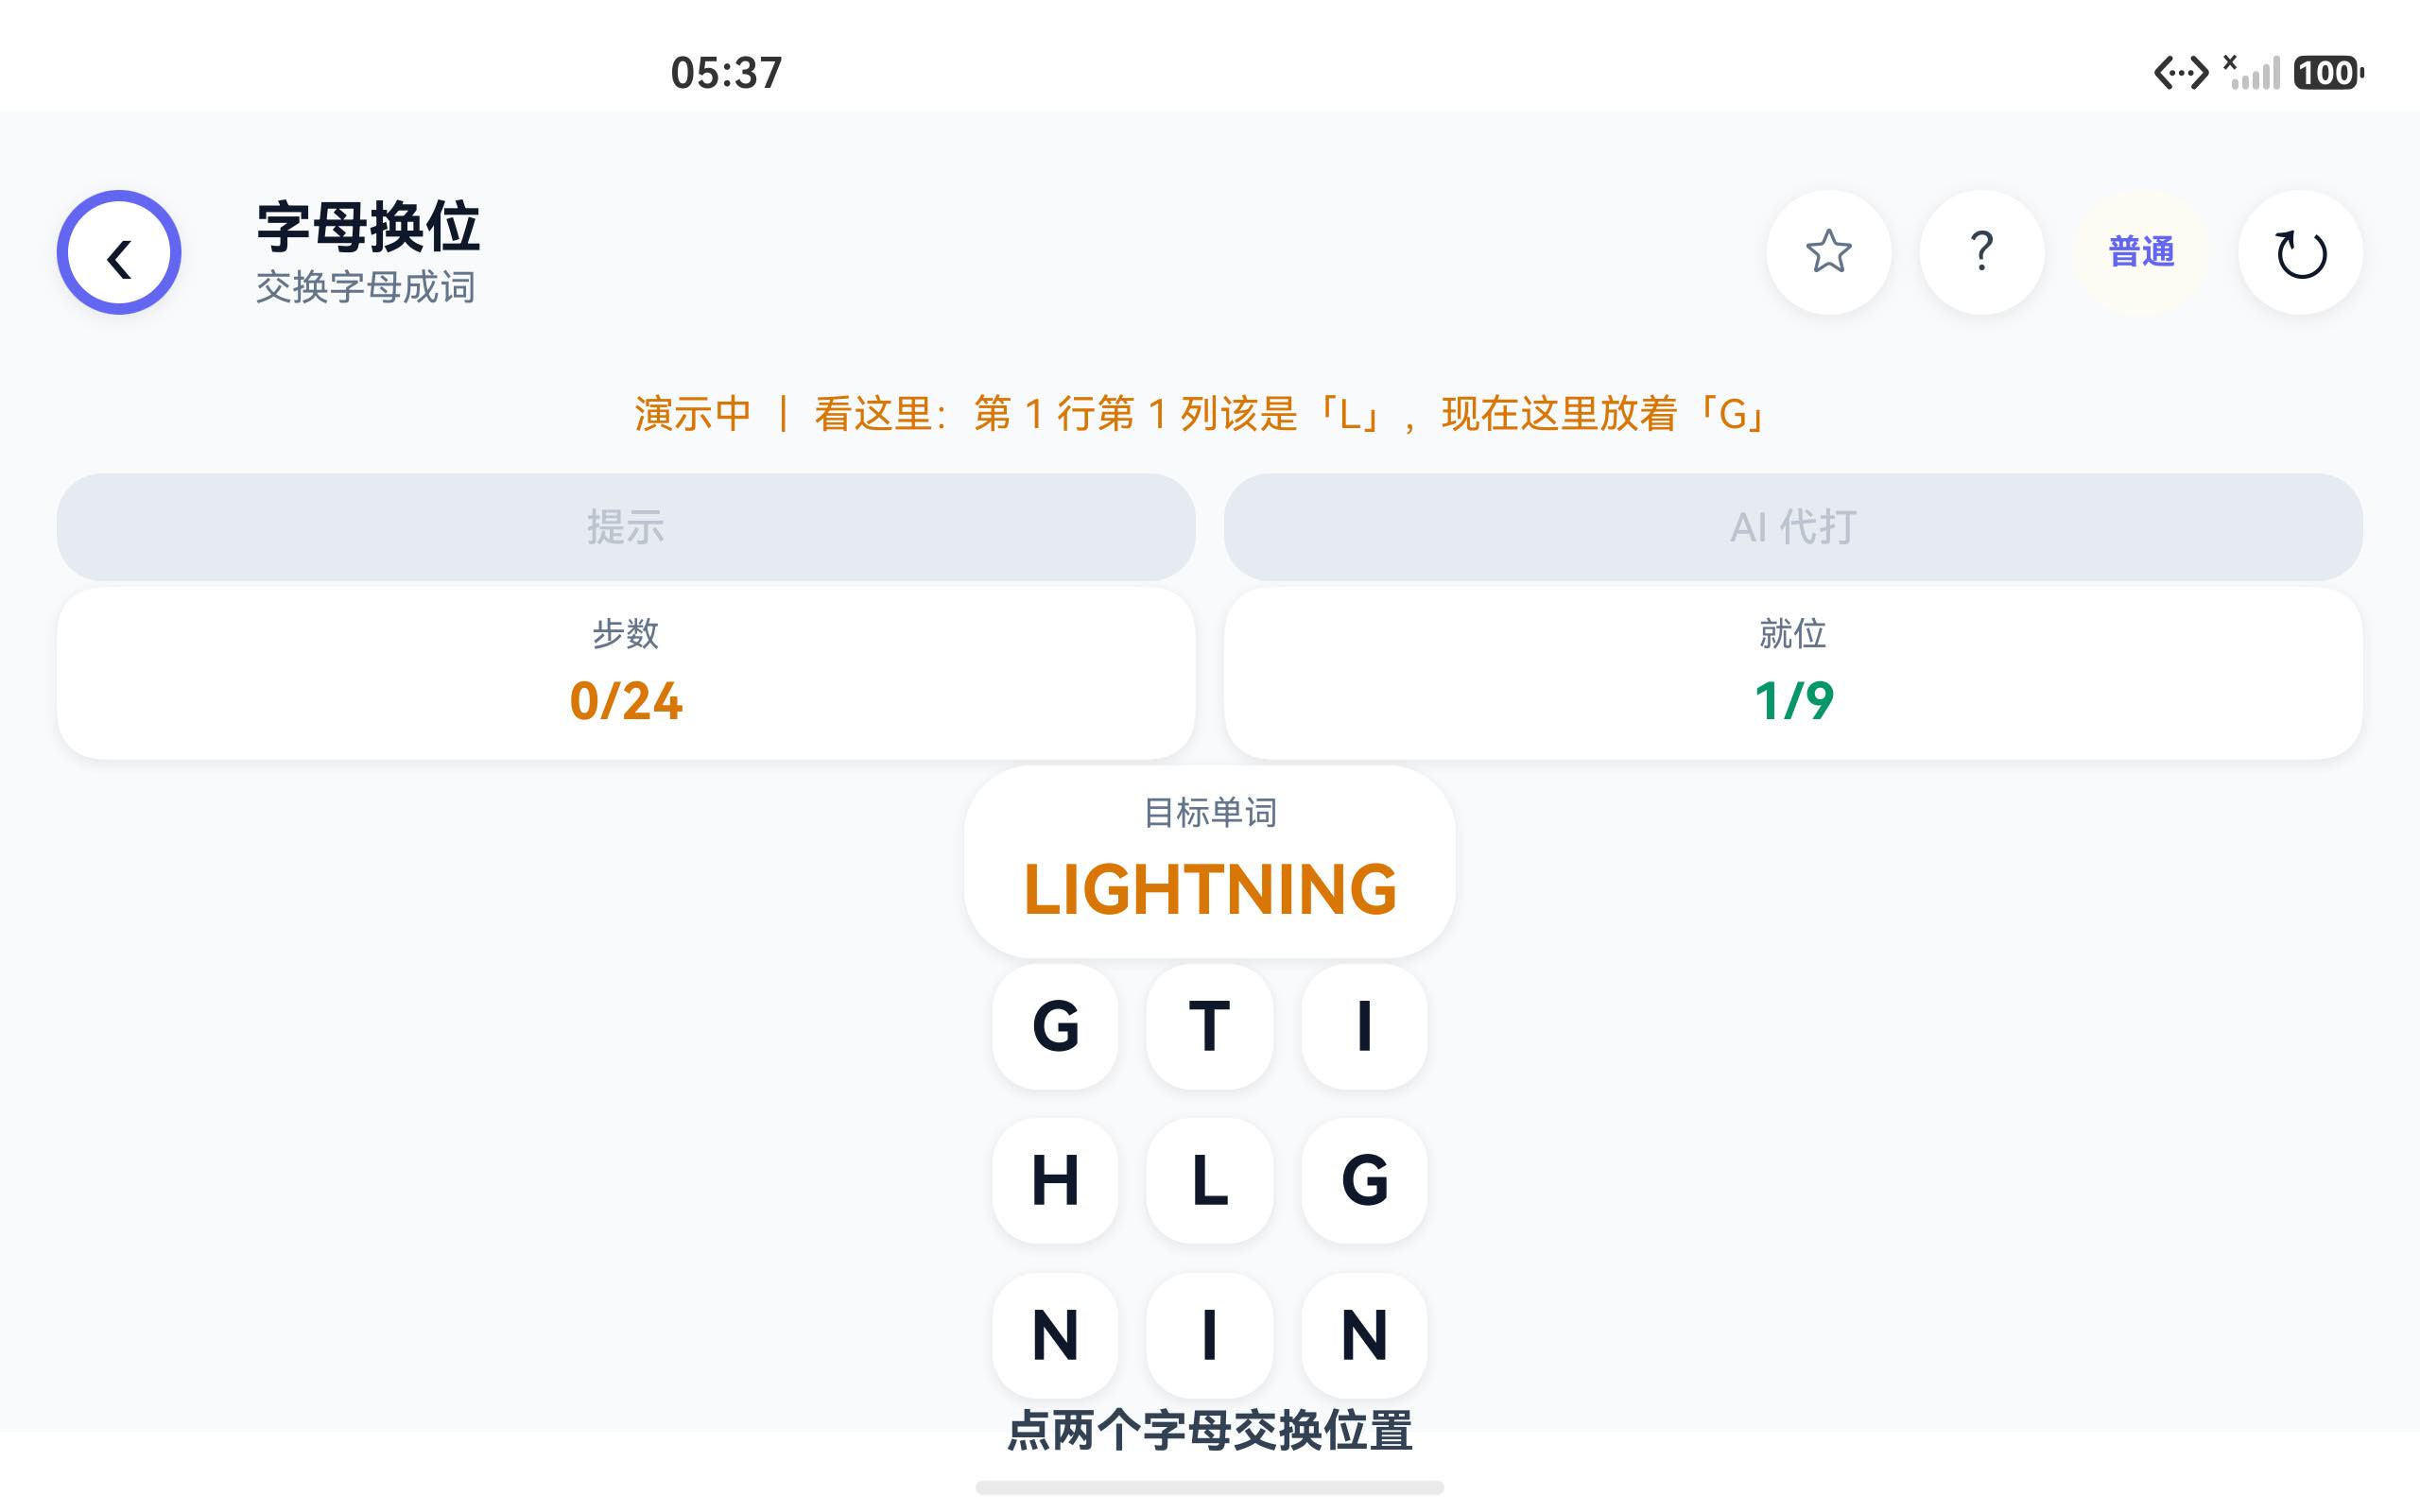 05:37
100
字母换位
交换字母成词
?
普通
演示中 | 看这里：第 1 行第 1 列该是「L」，现在这里放着「G」
提示
AI 代打
步数
0/24
就位
1/9
目标单词
LIGHTNING
G T I
H L G
N I N
点两个字母交换位置